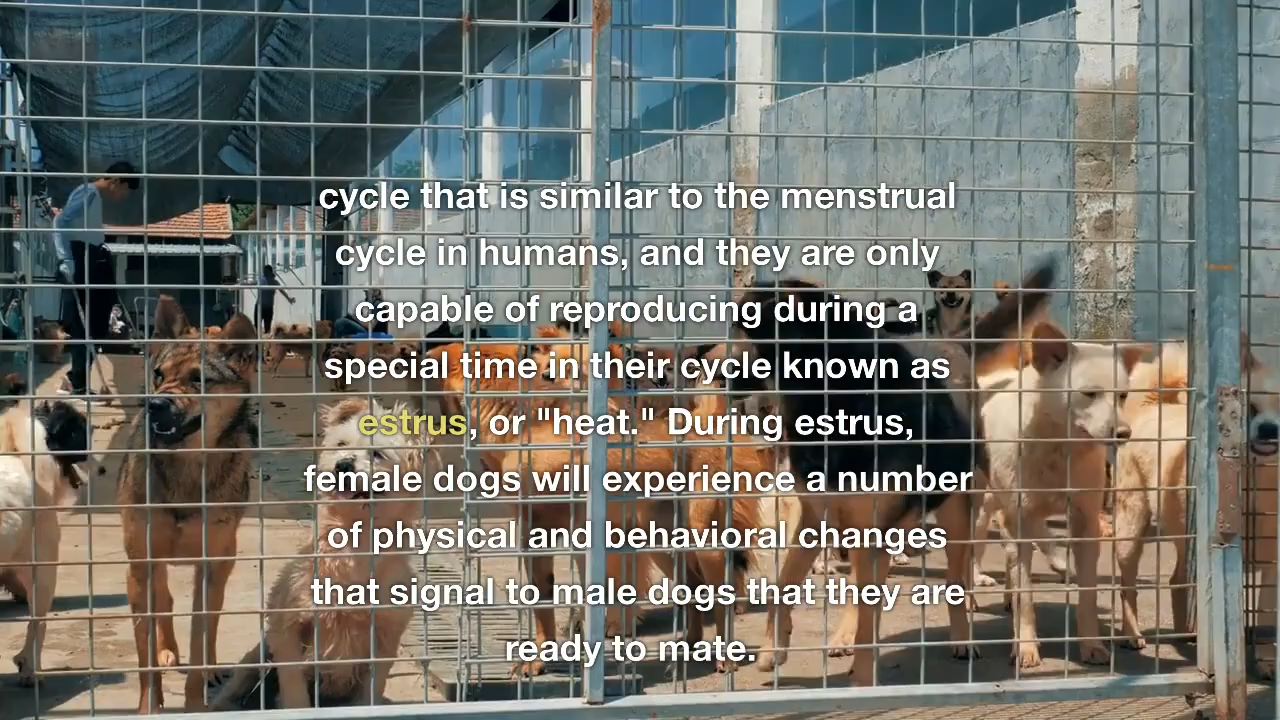 cycle that is similar to the menstrual
cycle in humans, and they are only
capable of reproducing during a
special time in their cycle known as
estrus, or "heat." During estrus,
female dogs will experience a number
of physical and behavioral changes
that signal to male dogs that they are
ready to mate.